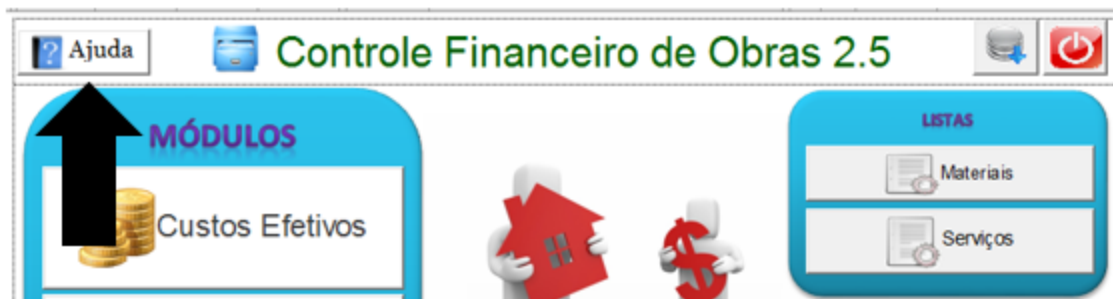 Ajuda
Controle Financeiro de Obras 2.5
MÓDULOS
Custos Efetivos
LISTAS
Materiais
Serviços